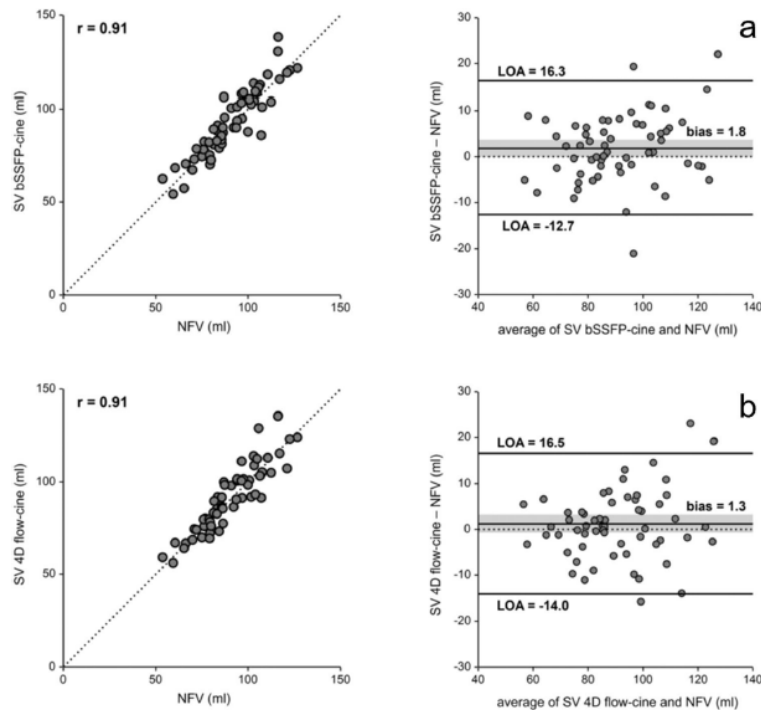 r = 0.91
150
100
50
0
0
50
100
150
SV bSSFP-cine (ml)
NFV (ml)
a
30
20
10
0
-10
-20
-30
40
60
80
100
120
140
LOA = 16.3
bias = 1.8
LOA = -12.7
SV bSSFP-cine – NFV (ml)
average of SV bSSFP-cine and NFV (ml)
r = 0.91
150
100
50
0
0
50
100
150
SV 4D flow-cine (ml)
NFV (ml)
b
30
20
10
0
-10
-20
-30
40
60
80
100
120
140
LOA = 16.5
bias = 1.3
LOA = -14.0
SV 4D flow-cine – NFV (ml)
average of SV 4D flow-cine and NFV (ml)